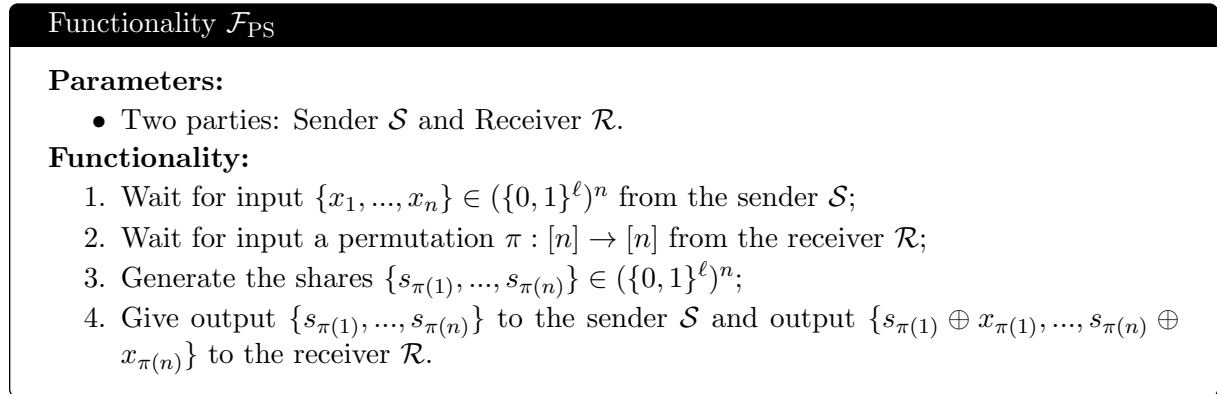 Functionality $\mathcal{F}_{\mathrm{PS}}$
Parameters:
• Two parties: Sender $\mathcal{S}$ and Receiver $\mathcal{R}$.
Functionality:
1. Wait for input $\{x_1, ..., x_n\} \in (\{0, 1\}^\ell)^n$ from the sender $\mathcal{S}$;
2. Wait for input a permutation $\pi : [n] \to [n]$ from the receiver $\mathcal{R}$;
3. Generate the shares $\{s_{\pi(1)}, ..., s_{\pi(n)}\} \in (\{0, 1\}^\ell)^n$;
4. Give output $\{s_{\pi(1)}, ..., s_{\pi(n)}\}$ to the sender $\mathcal{S}$ and output $\{s_{\pi(1)} \oplus x_{\pi(1)}, ..., s_{\pi(n)} \oplus$
$x_{\pi(n)}\}$ to the receiver $\mathcal{R}$.